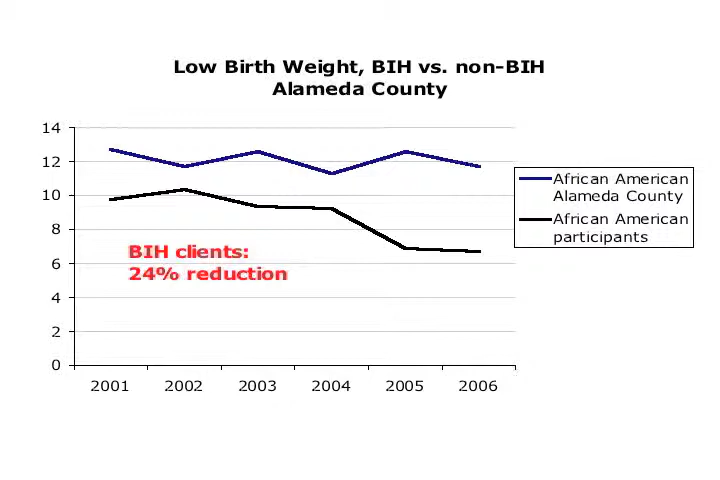 Low Birth Weight, BIH vs. non-BIH
Alameda County
14
12
10
8
6
4
2
0
2001 2002 2003 2004 2005 2006
BIH clients:
24% reduction
African American
Alameda County
African American
participants